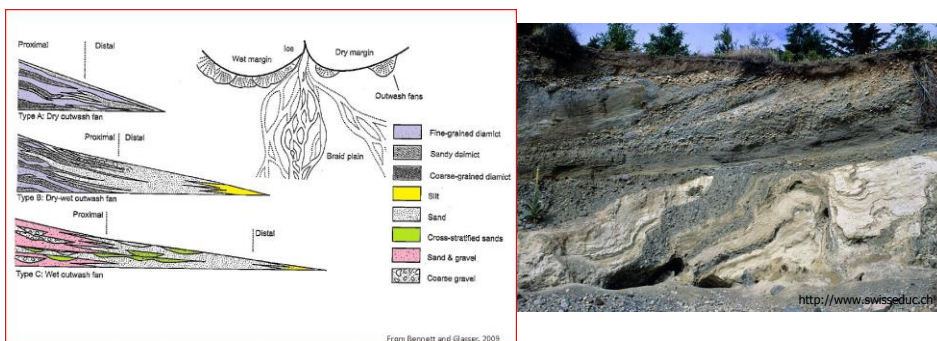 Proximal
Distal
Type A: Dry outwash fan
Proximal
Distal
Type B: Dry-wet outwash fan
Proximal
Distal
Type C: Wet outwash fan
Ice
Wet margin
Dry margin
Outwash fans
Braid plain
Fine-grained diamict
Sandy daimict
Coarse-grained diamict
Silt
Sand
Cross-stratified sands
Sand & gravel
Coarse gravel
From Bennett and Glasser, 2009
http://www.swisseduc.ch